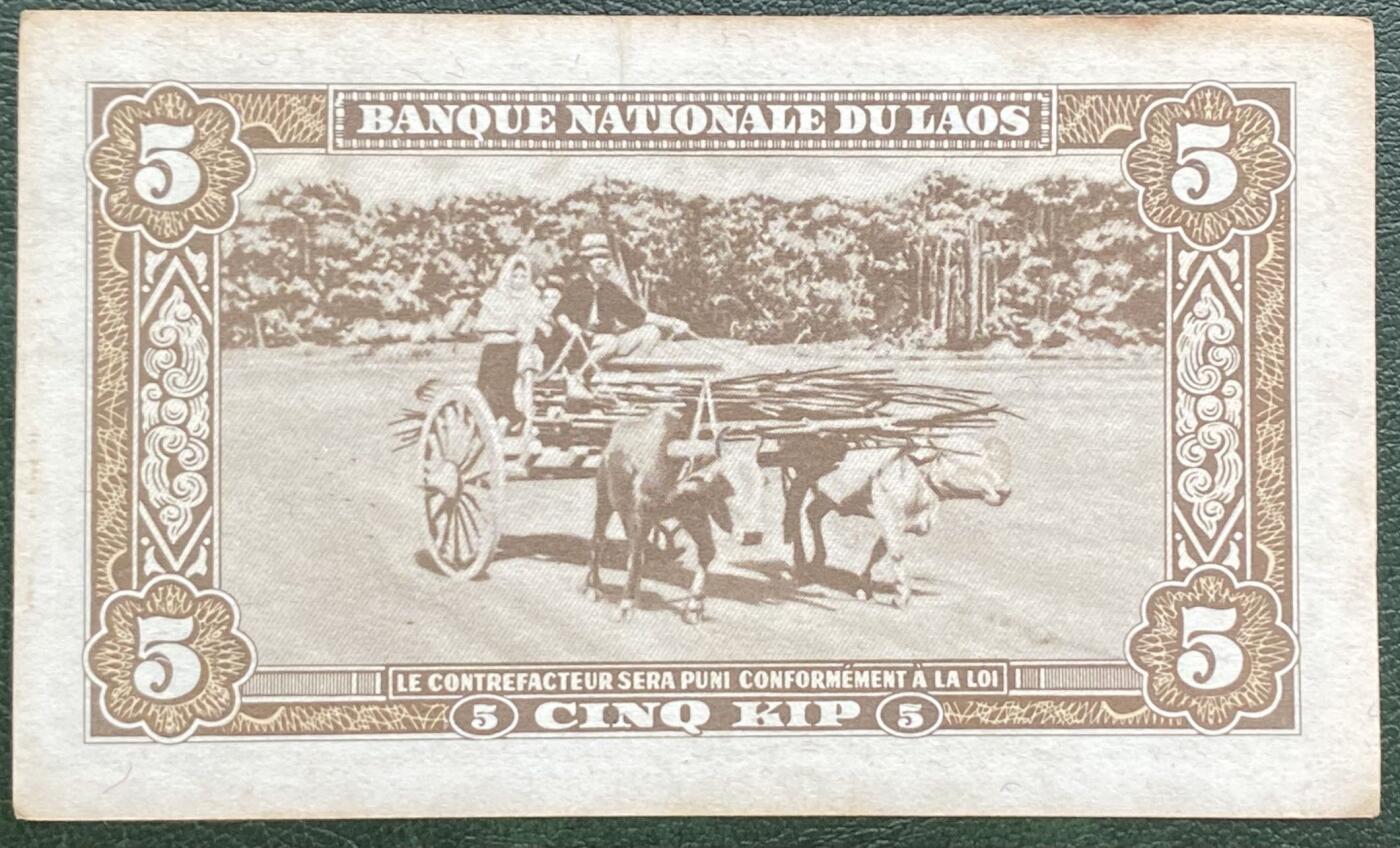 BANQUE NATIONALE DU LAOS
5 5
LE CONTREFACTEUR SERA PUNI CONFORMÉMENT À LA LOI
5 5 CINQ KIP 5 5